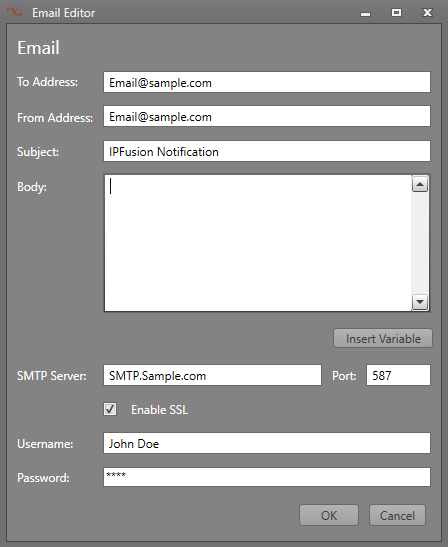 Email Editor
Email
To Address: Email@sample.com
From Address: Email@sample.com
Subject: IPFusion Notification
Body:
Insert Variable
SMTP Server: SMTP.Sample.com Port: 587
Enable SSL
Username: John Doe
Password: ****
OK Cancel